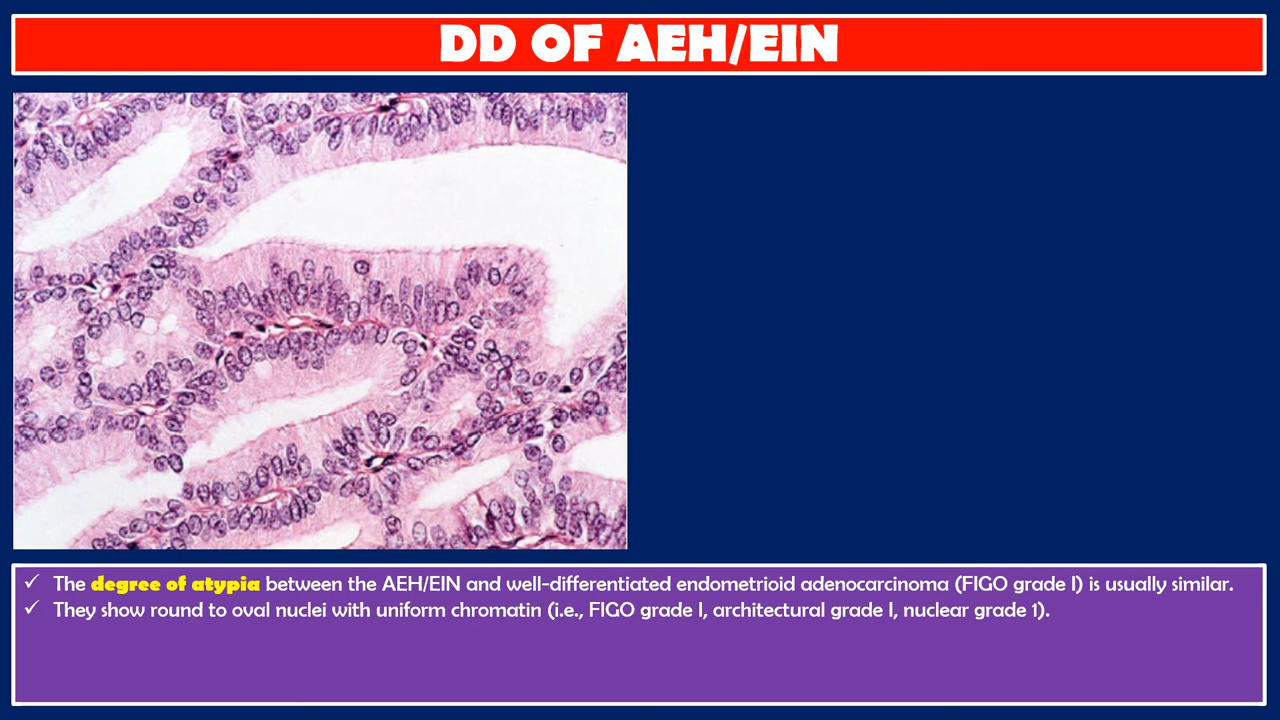 DD OF AEH/EIN
✓ The degree of atypia between the AEH/EIN and well-differentiated endometrioid adenocarcinoma (FIGO grade I) is usually similar.
✓ They show round to oval nuclei with uniform chromatin (i.e., FIGO grade I, architectural grade I, nuclear grade 1).